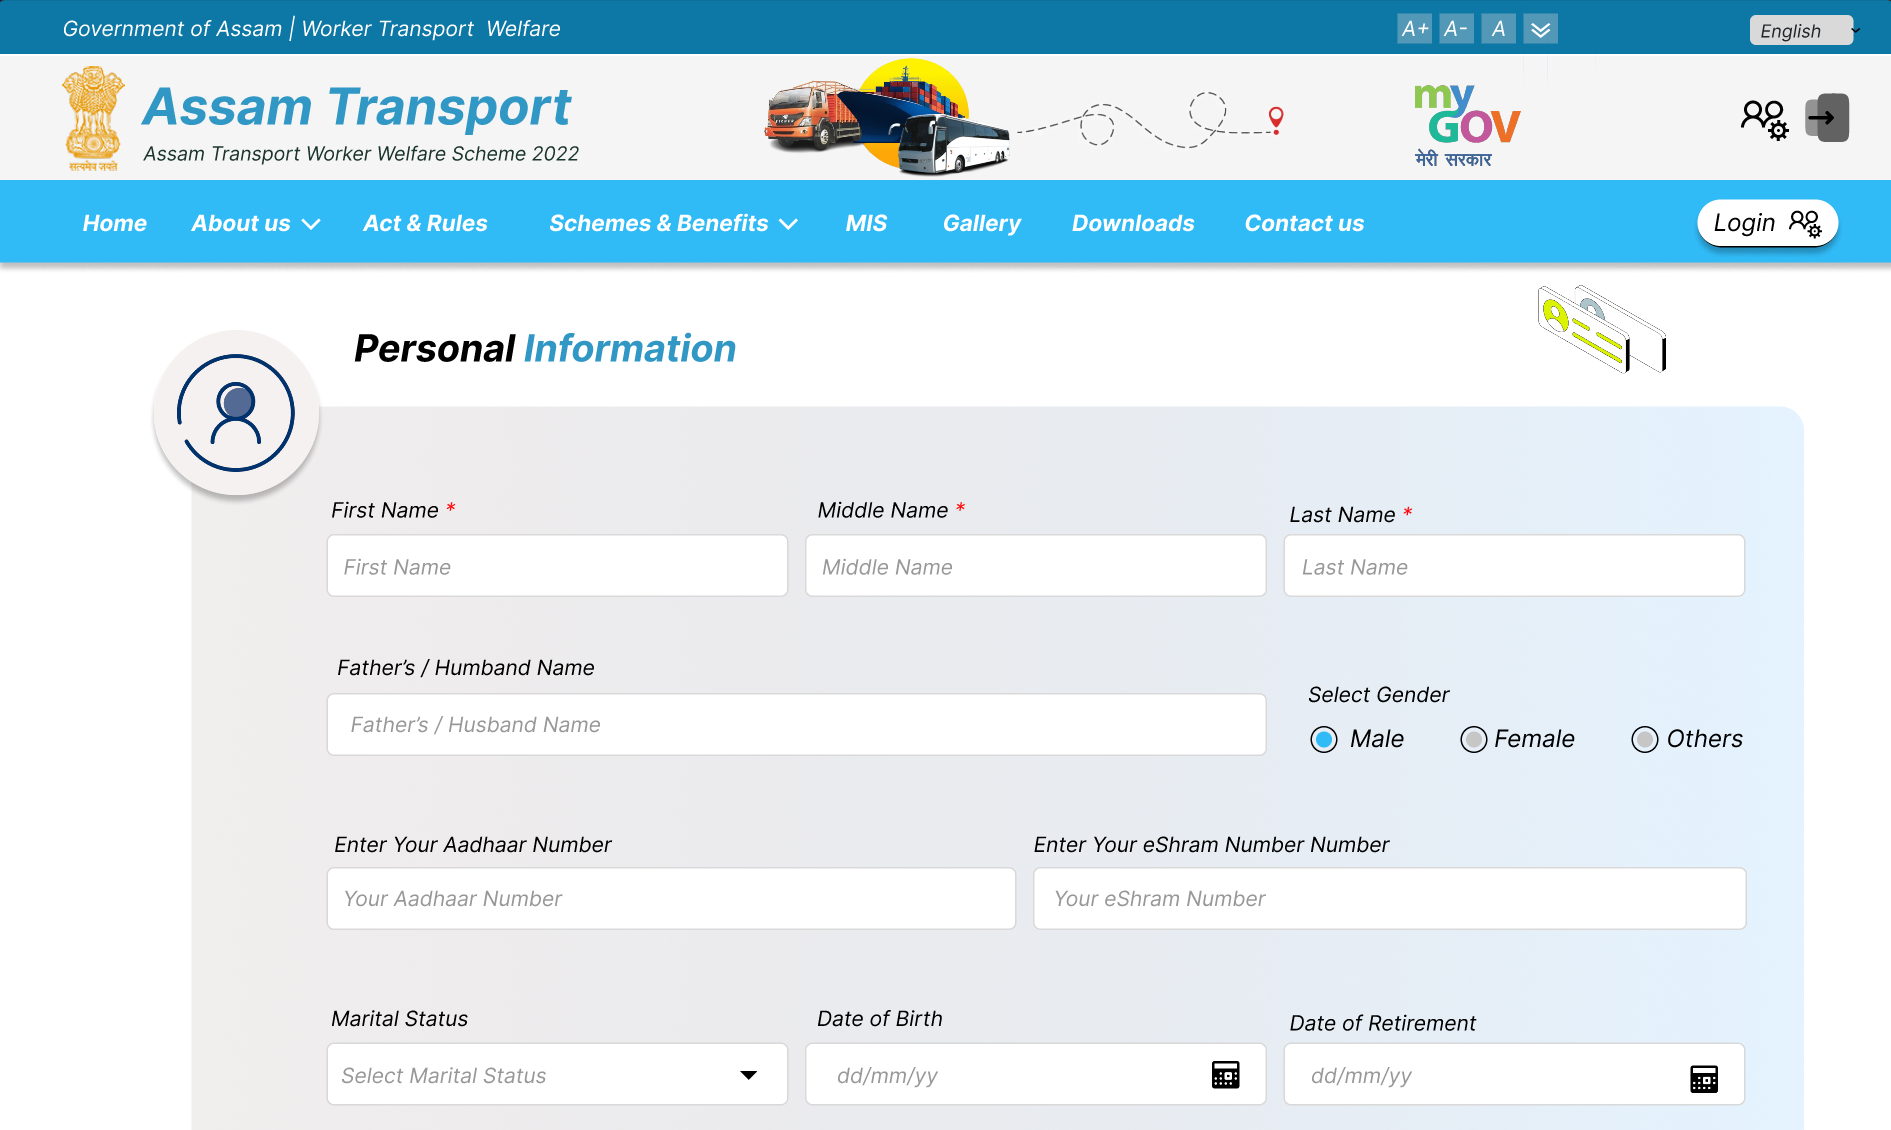 Government of Assam | Worker Transport Welfare
A+ A- A
English
सत्यमेव जयते
Assam Transport
Assam Transport Worker Welfare Scheme 2022
my
GOV
मेरी सरकार
Home About us Act & Rules Schemes & Benefits MIS Gallery Downloads Contact us Login
Personal Information
First Name * Middle Name * Last Name *
First Name Middle Name Last Name
Father's / Humband Name
Father's / Husband Name
Select Gender
Male Female Others
Enter Your Aadhaar Number Enter Your eShram Number Number
Your Aadhaar Number Your eShram Number
Marital Status Date of Birth Date of Retirement
Select Marital Status dd/mm/yy dd/mm/yy